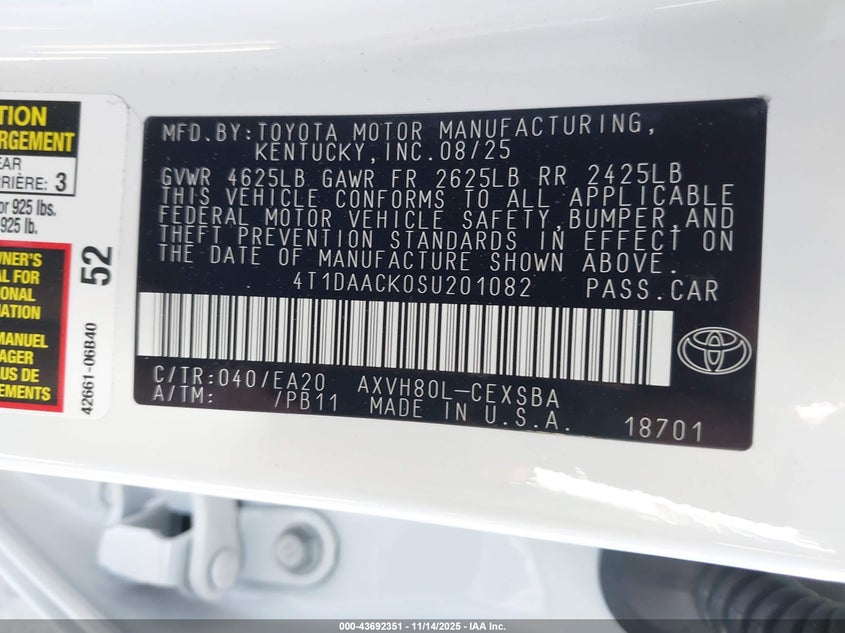 TION
RGEMENT
EAR
RRIÈRE: 3
or 925 lbs.
925 lb.
WNER'S
AL FOR
IONAL
MATION
MANUEL
AGER
US DE
EMENTS
52
42661-06B40
MFD.BY:TOYOTA MOTOR MANUFACTURING,
KENTUCKY,INC.08/25
GVWR 4625LB GAWR FR 2625LB RR 2425LB
THIS VEHICLE CONFORMS TO ALL APPLICABLE
FEDERAL MOTOR VEHICLE SAFETY,BUMPER,AND
THEFT PREVENTION STANDARDS IN EFFECT ON
THE DATE OF MANUFACTURE SHOWN ABOVE.
4T1DAACK0SU201082 PASS.CAR
C/TR:040/EA20 AXVH80L-CEXSBA
A/TM: /PB11 MADE IN U.S.A.
18701
000-43692351 | 11/14/2025 - IAA Inc.